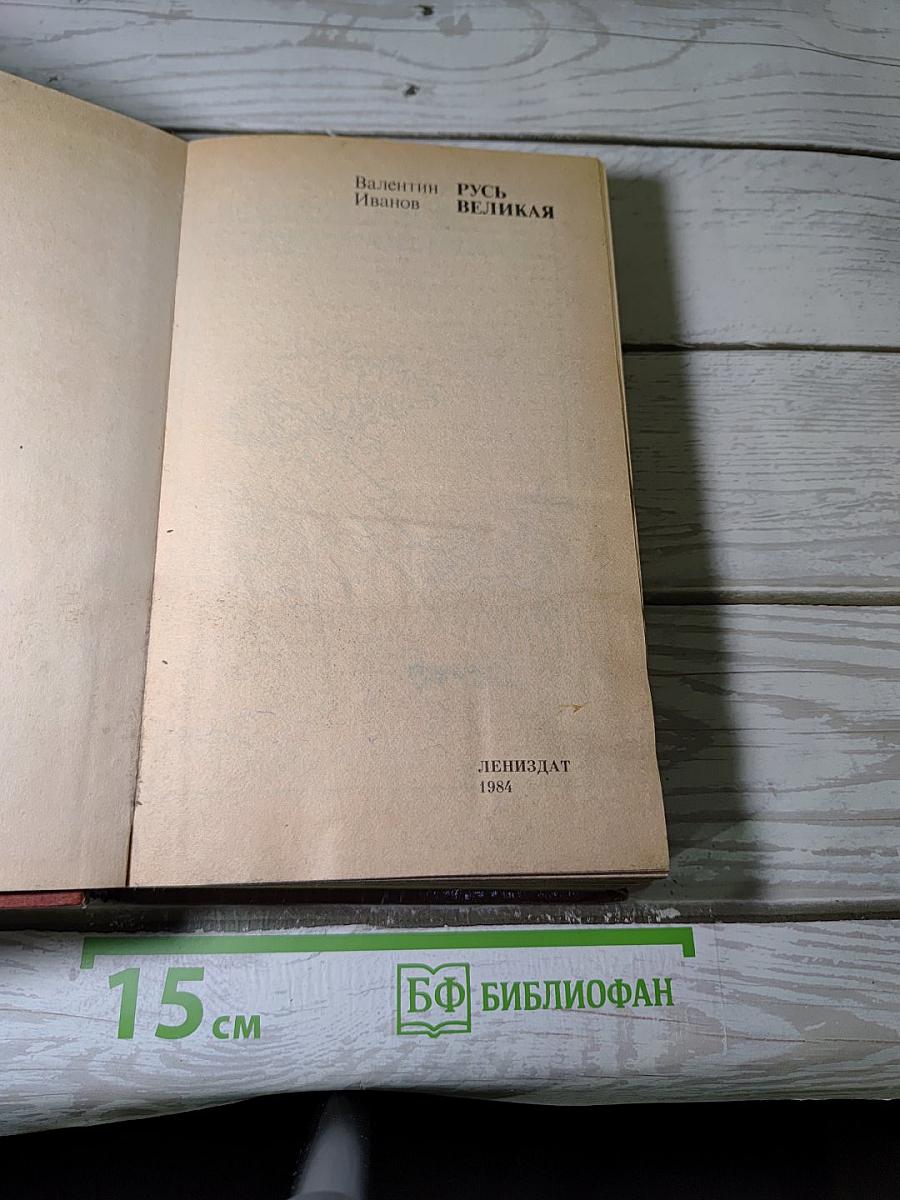 Валентин РУСЬ
Иванов ВЕЛИКАЯ
ЛЕНИЗДАТ
1984
15 см
БФ БИБЛИОФАН